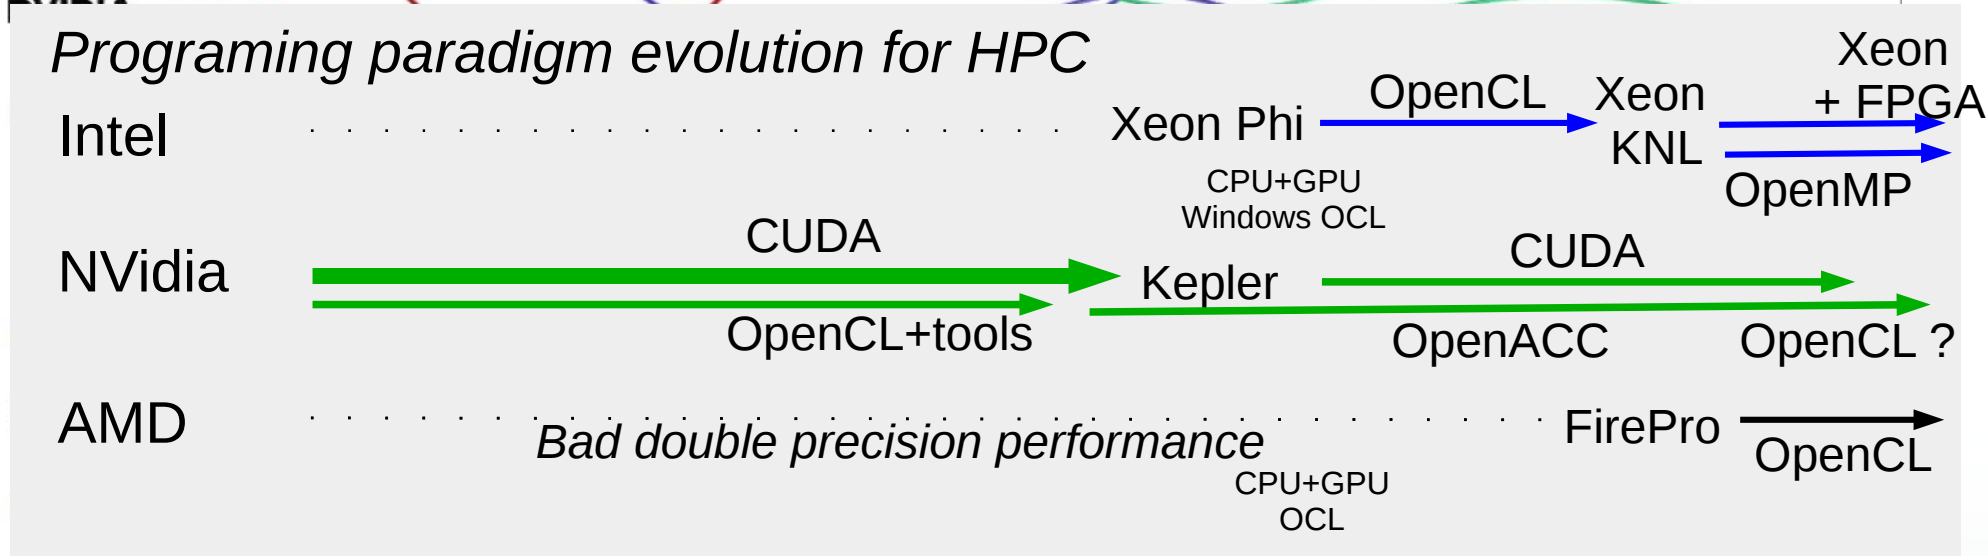 Programing paradigm evolution for HPC
Xeon
+ FPGA
Intel
Xeon Phi
OpenCL
Xeon
KNL
OpenMP
CPU+GPU
Windows OCL
NVidia
CUDA
OpenCL+tools
Kepler
CUDA
OpenACC
OpenCL ?
AMD
Bad double precision performance
FirePro
OpenCL
CPU+GPU
OCL